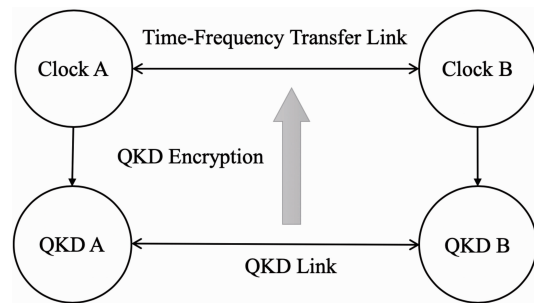 Time-Frequency Transfer Link
Clock A
Clock B
QKD Encryption
QKD A
QKD B
QKD Link